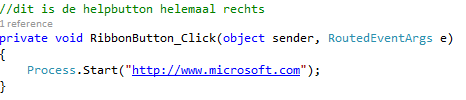 //dit is de helpbutton helemaal rechts
1 reference
private void RibbonButton_Click(object sender, RoutedEventArgs e)
{
    Process.Start("http://www.microsoft.com");
}